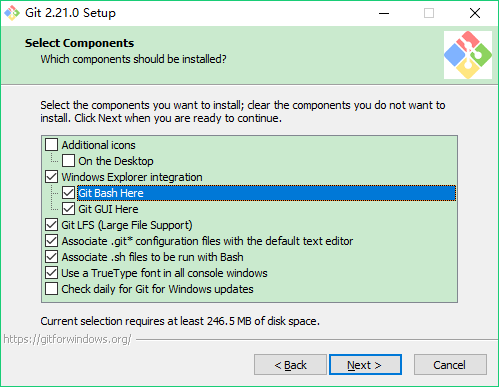 Git 2.21.0 Setup
Select Components
Which components should be installed?
Select the components you want to install; clear the components you do not want to
install. Click Next when you are ready to continue.
Additional icons
On the Desktop
Windows Explorer integration
Git Bash Here
Git GUI Here
Git LFS (Large File Support)
Associate .git* configuration files with the default text editor
Associate .sh files to be run with Bash
Use a TrueType font in all console windows
Check daily for Git for Windows updates
Current selection requires at least 246.5 MB of disk space.
https://gitforwindows.org/
< Back
Next >
Cancel